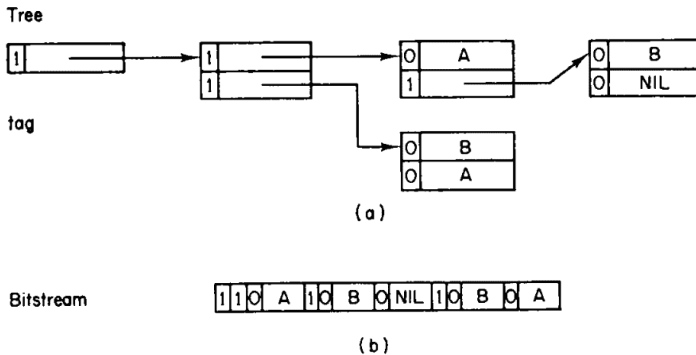 Tree
1 1 0 A 0 B
1 1 0 NIL
tag
0 B
0 A
(a)
Bitstream 1 1 0 A 1 0 B 0 NIL 1 0 B 0 A
(b)